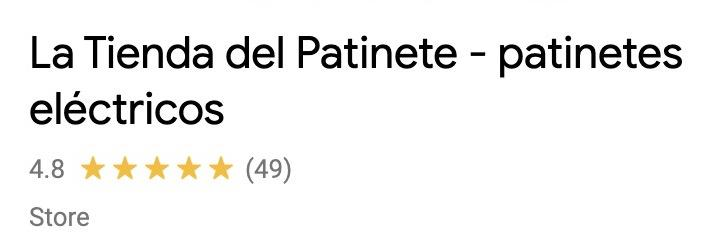 La Tienda del Patinete - patinetes
eléctricos
4.8 ★★★★★ (49)
Store